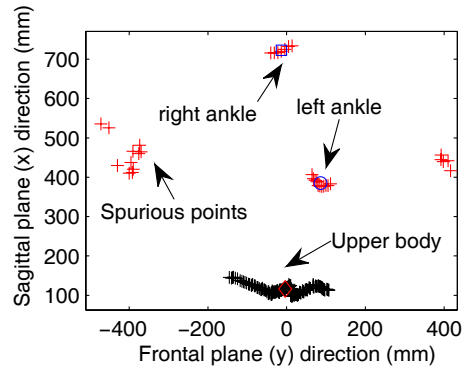 700
600
500
400
300
200
100
−400
−200
0
200
400
Sagittal plane (x) direction (mm)
Frontal plane (y) direction (mm)
right ankle
left ankle
Spurious points
Upper body